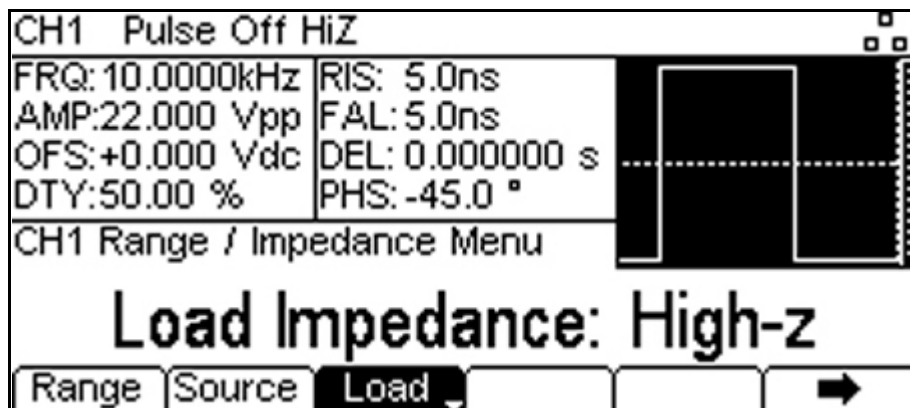 CH1 Pulse Off HiZ
FRQ: 10.0000kHz
AMP:22.000 Vpp
OFS:+0.000 Vdc
DTY:50.00 %
RIS: 5.0ns
FAL: 5.0ns
DEL: 0.000000 s
PHS: -45.0 °
CH1 Range / Impedance Menu
Load Impedance: High-z
Range Source Load